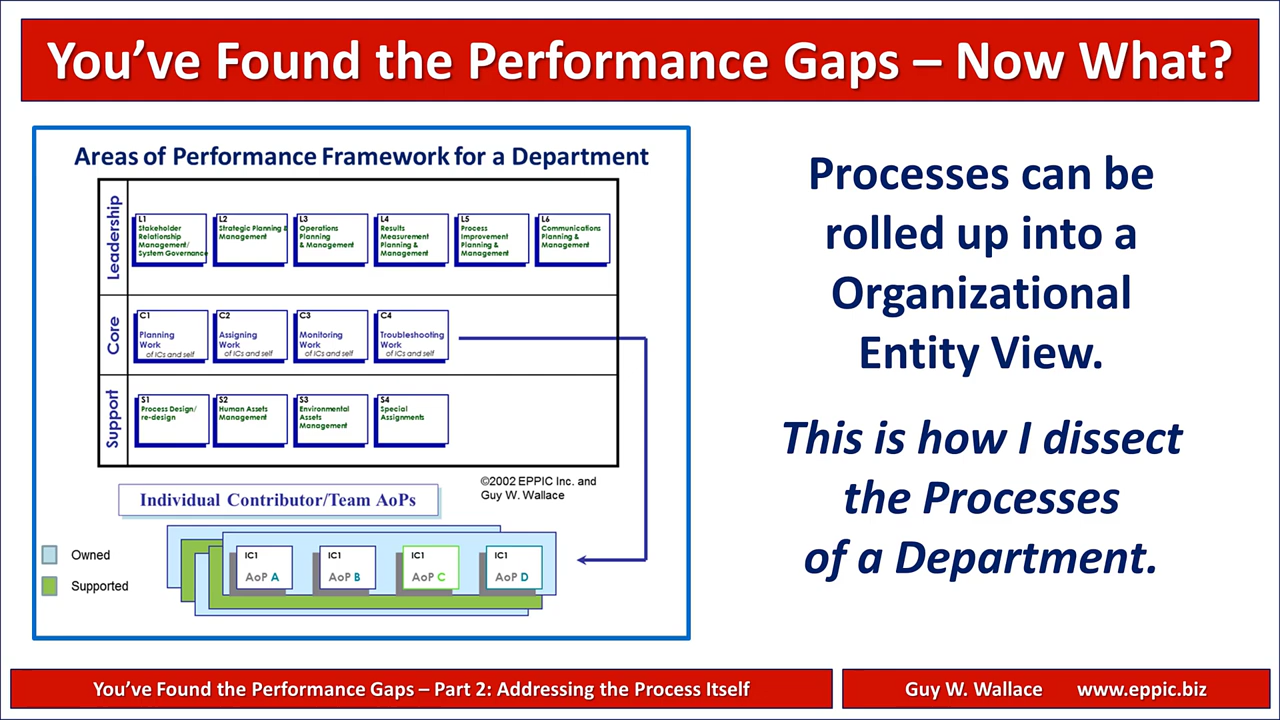 You've Found the Performance Gaps – Now What?
Areas of Performance Framework for a Department
Leadership
L1
Stakeholder
Relationship
Management/
System Governance
L2
Strategic Planning &
Management
L3
Operations
Planning
& Management
L4
Results
Measurement
Planning &
Management
L5
Process
Improvement
Planning &
Management
L6
Communications
Planning &
Management
Core
C1
Planning
Work
of ICs and self
C2
Assigning
Work
of ICs and self
C3
Monitoring
Work
of ICs and self
C4
Troubleshooting
Work
of ICs and self
Support
S1
Process Design/
re-design
S2
Human Assets
Management
S3
Environmental
Assets
Management
S4
Special
Assignments
©2002 EPPIC Inc. and
Guy W. Wallace
Individual Contributor/Team AoPs
Owned
Supported
IC1
AoP A
IC1
AoP B
IC1
AoP C
IC1
AoP D
Processes can be
rolled up into a
Organizational
Entity View.
This is how I dissect
the Processes
of a Department.
You've Found the Performance Gaps – Part 2: Addressing the Process Itself
Guy W. Wallace www.eppic.biz